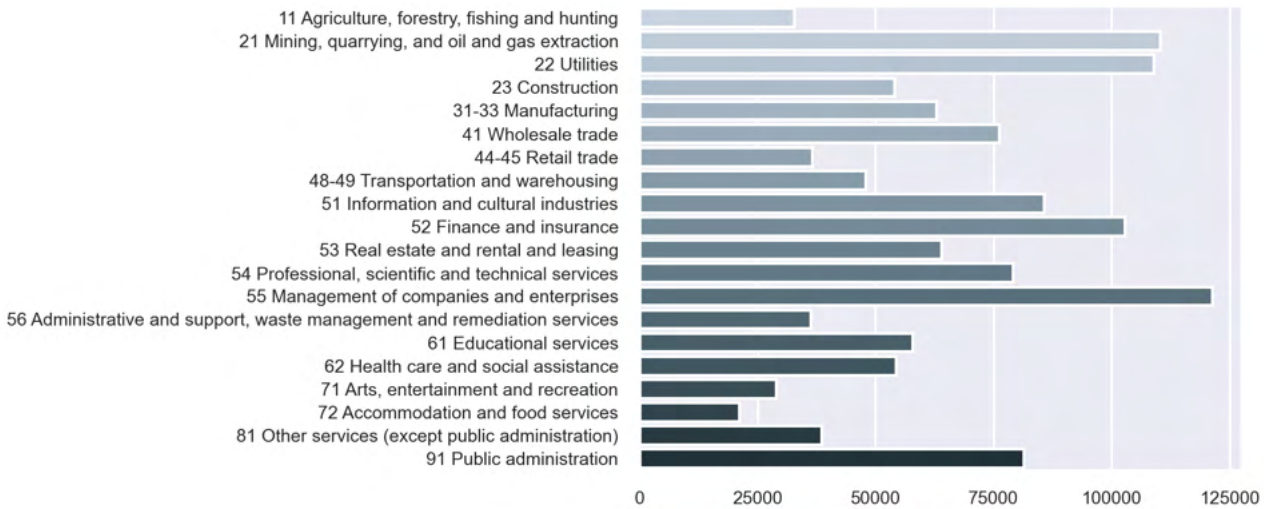 11 Agriculture, forestry, fishing and hunting
21 Mining, quarrying, and oil and gas extraction
22 Utilities
23 Construction
31-33 Manufacturing
41 Wholesale trade
44-45 Retail trade
48-49 Transportation and warehousing
51 Information and cultural industries
52 Finance and insurance
53 Real estate and rental and leasing
54 Professional, scientific and technical services
55 Management of companies and enterprises
56 Administrative and support, waste management and remediation services
61 Educational services
62 Health care and social assistance
71 Arts, entertainment and recreation
72 Accommodation and food services
81 Other services (except public administration)
91 Public administration
0 25000 50000 75000 100000 125000